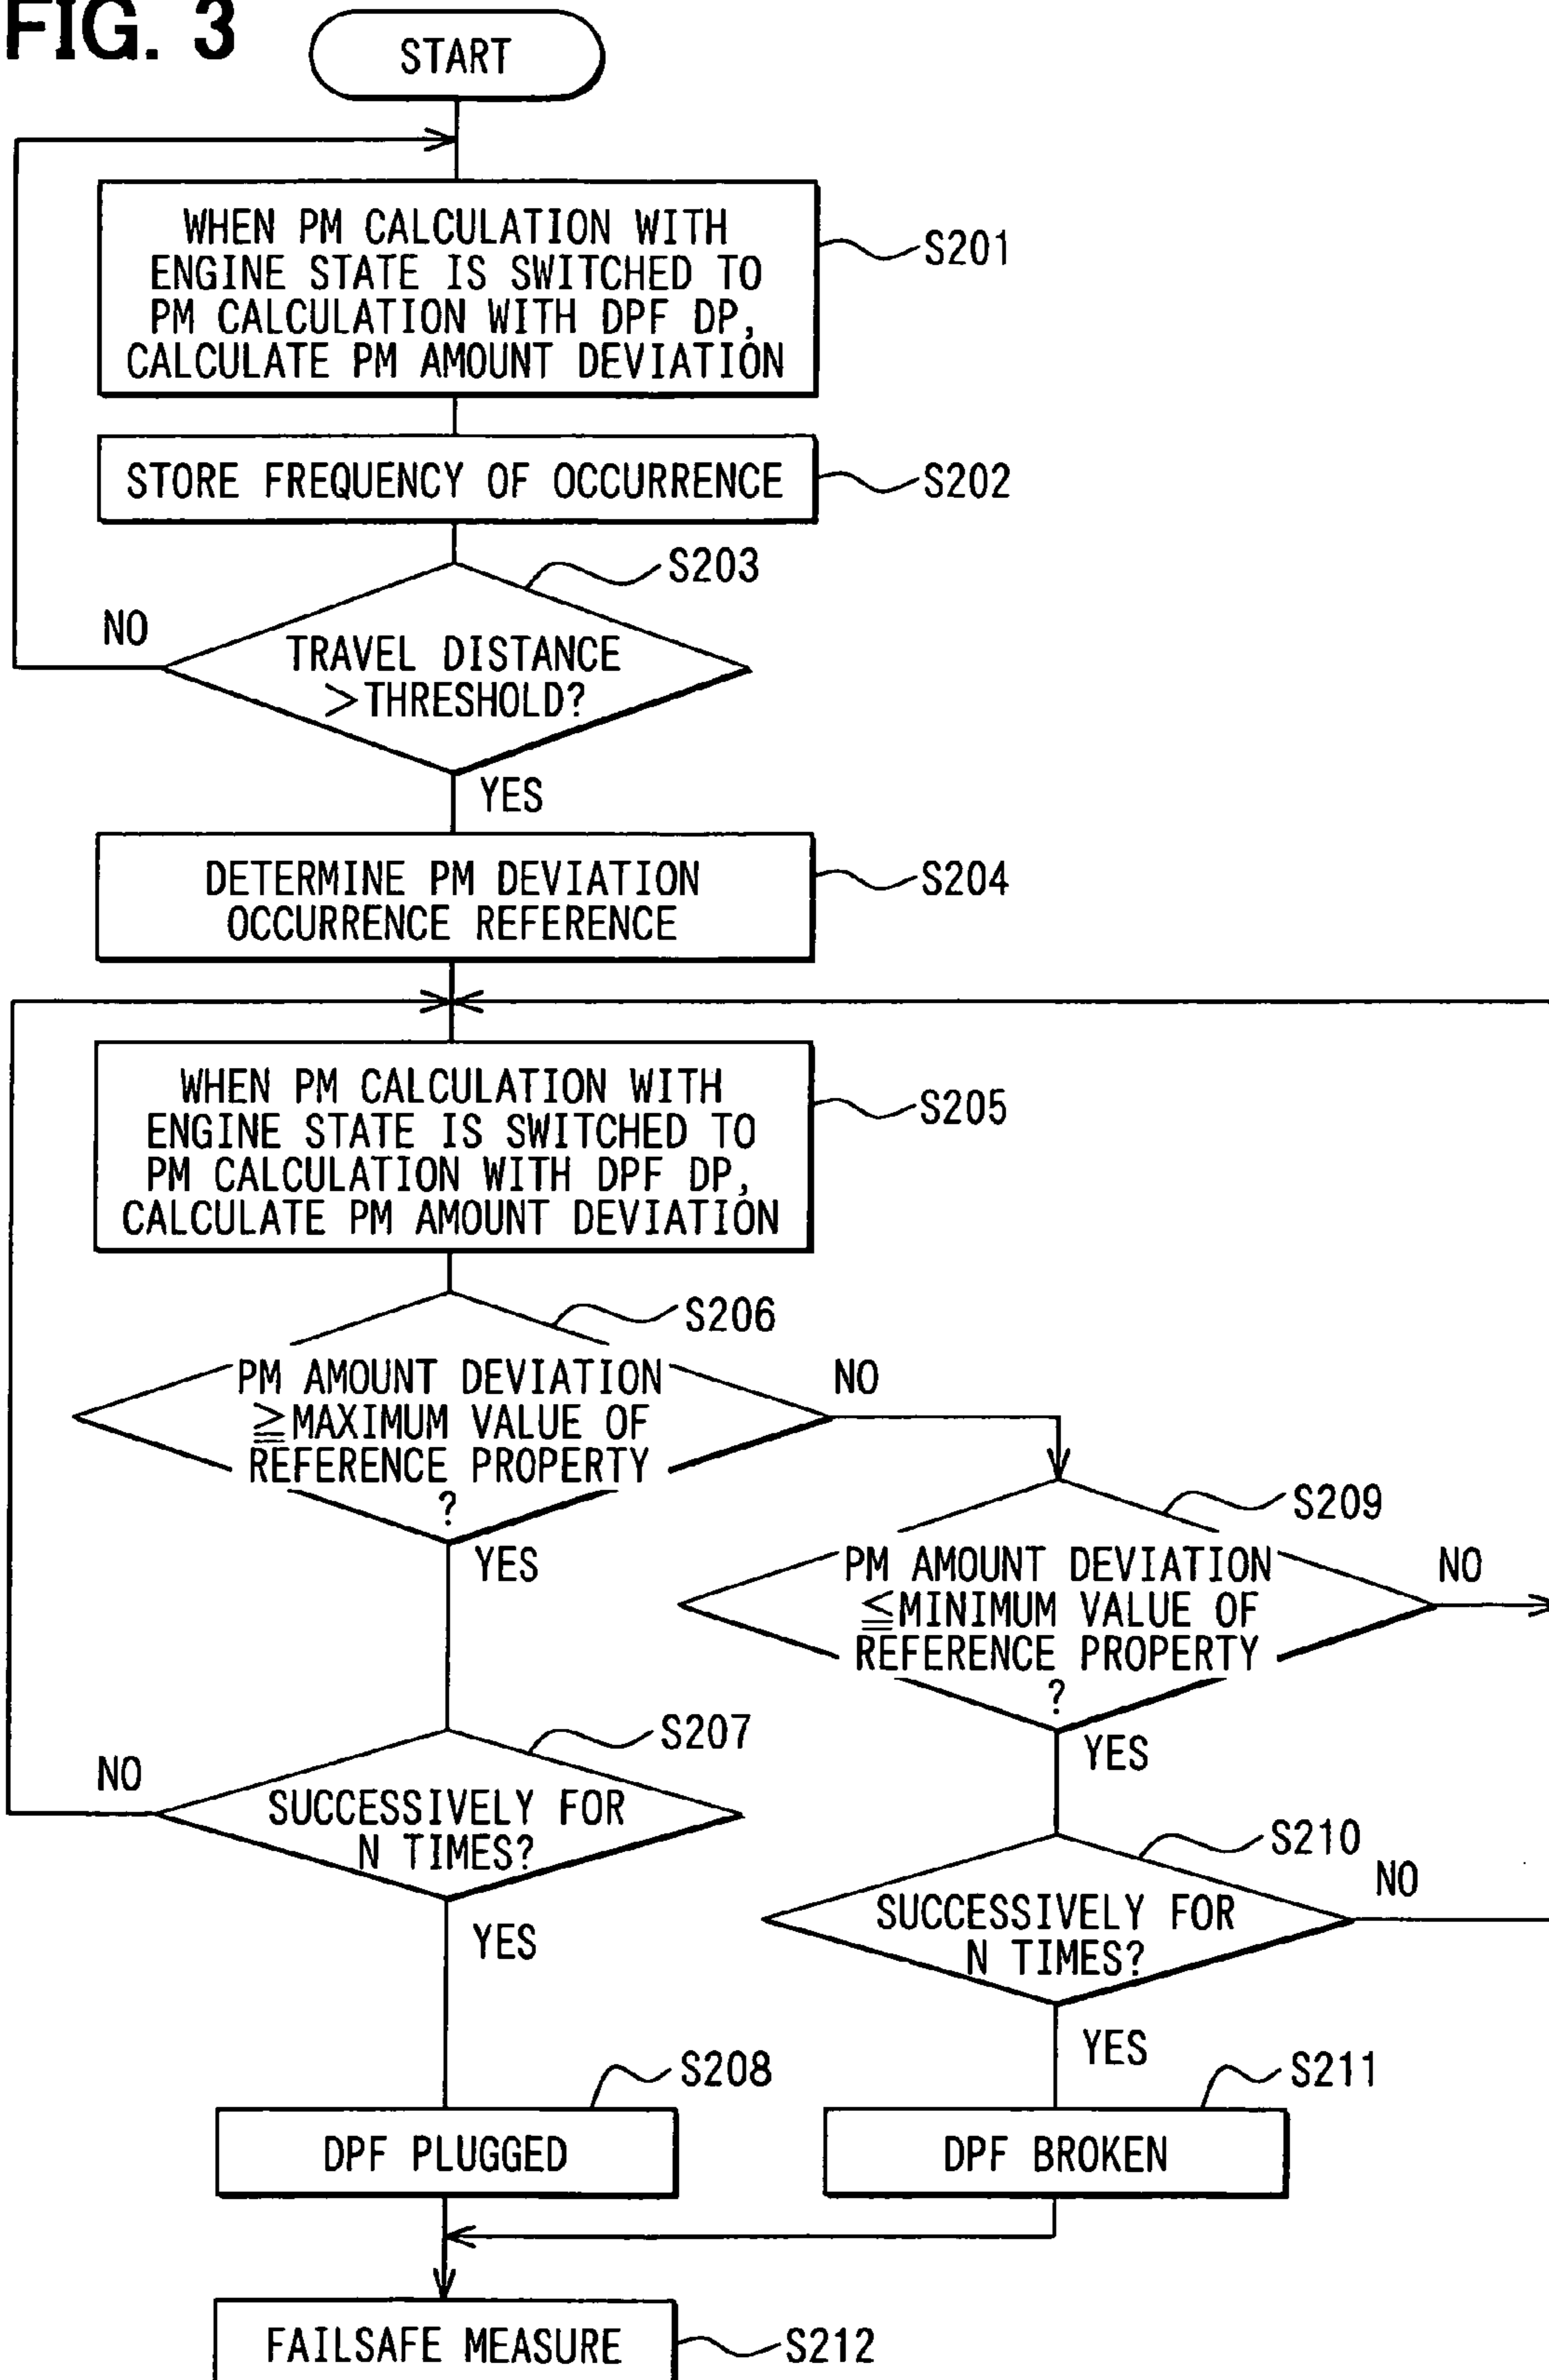 FIG. 3
START
WHEN PM CALCULATION WITH
ENGINE STATE IS SWITCHED TO
PM CALCULATION WITH DPF DP,
CALCULATE PM AMOUNT DEVIATION
S201
STORE FREQUENCY OF OCCURRENCE
S202
S203
NO
TRAVEL DISTANCE
>THRESHOLD?
YES
DETERMINE PM DEVIATION
OCCURRENCE REFERENCE
S204
WHEN PM CALCULATION WITH
ENGINE STATE IS SWITCHED TO
PM CALCULATION WITH DPF DP,
CALCULATE PM AMOUNT DEVIATION
S205
S206
PM AMOUNT DEVIATION
≧MAXIMUM VALUE OF
REFERENCE PROPERTY
?
NO
YES
S209
PM AMOUNT DEVIATION
≦MINIMUM VALUE OF
REFERENCE PROPERTY
?
NO
YES
S207
NO
SUCCESSIVELY FOR
N TIMES?
YES
S210
NO
SUCCESSIVELY FOR
N TIMES?
YES
S208
DPF PLUGGED
S211
DPF BROKEN
FAILSAFE MEASURE
S212